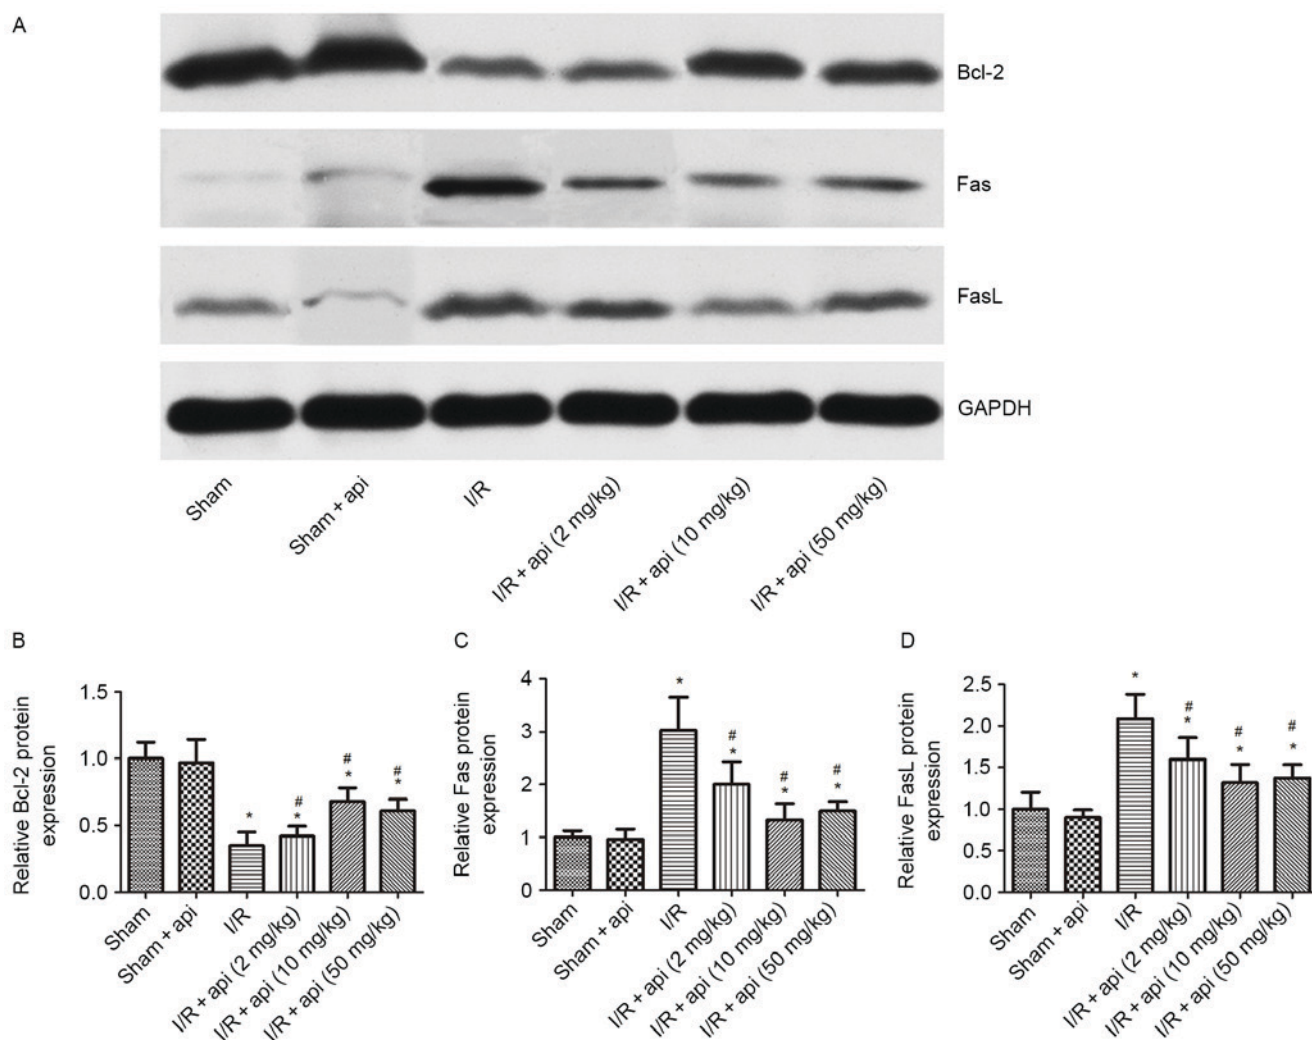 A
Bcl-2
Fas
FasL
GAPDH
Sham
Sham + api
I/R
I/R + api (2 mg/kg)
I/R + api (10 mg/kg)
I/R + api (50 mg/kg)
B
Relative Bcl-2 protein
expression
1.5
1.0
0.5
0.0
*
#
*
#
*
#
*
Sham
Sham + api
I/R
I/R + api (2 mg/kg)
I/R + api (10 mg/kg)
I/R + api (50 mg/kg)
C
Relative Fas protein
expression
4
3
2
1
0
*
#
*
#
*
#
*
Sham
Sham + api
I/R
I/R + api (2 mg/kg)
I/R + api (10 mg/kg)
I/R + api (50 mg/kg)
D
Relative FasL protein
expression
2.5
2.0
1.5
1.0
0.5
0.0
*
#
*
#
*
#
*
Sham
Sham + api
I/R
I/R + api (2 mg/kg)
I/R + api (10 mg/kg)
I/R + api (50 mg/kg)